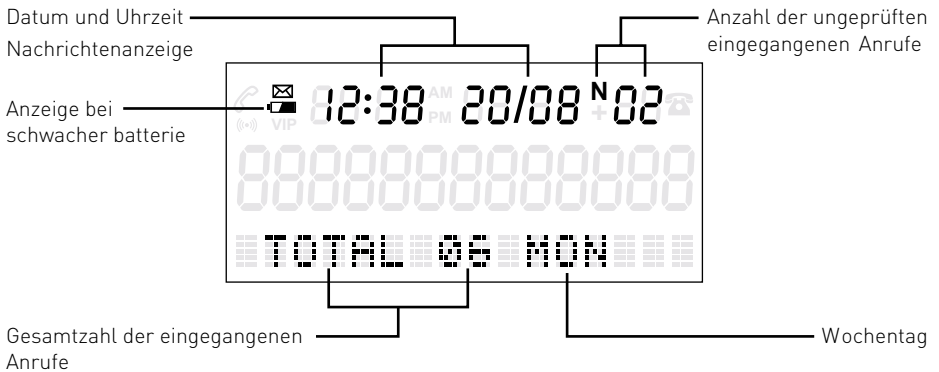 Datum und Uhrzeit
Nachrichtenanzeige
Anzahl der ungeprüften
eingegangenen Anrufe
Anzeige bei
schwacher batterie
12:38 AM PM 20/08 N + 02
VIP
TOTAL 06 MON
Gesamtzahl der eingegangenen
Anrufe
Wochentag